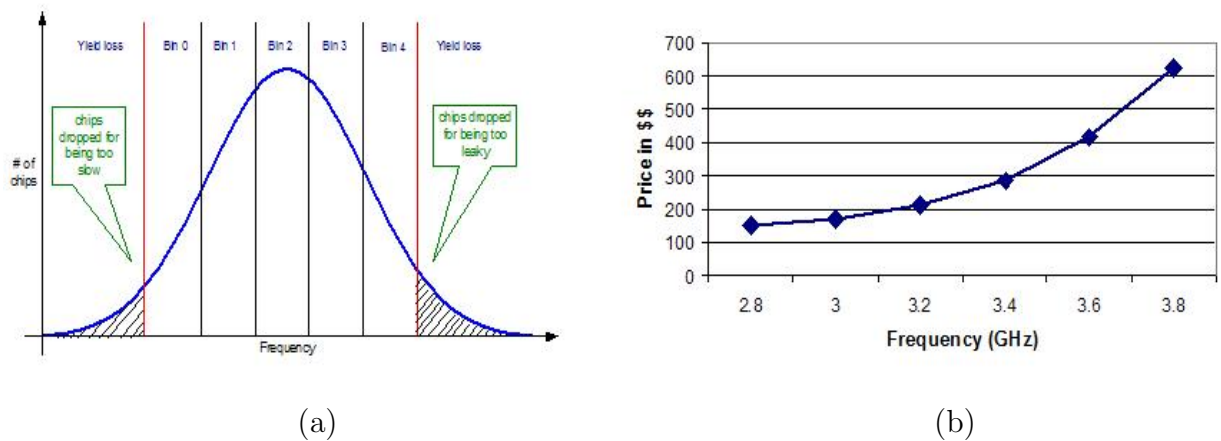 Yield loss Bin 0 Bin 1 Bin 2 Bin 3 Bin 4 Yield loss
chips
dropped for
being too
slow
chips dropped
for being too
leaky
# of
chips
Frequency
(a)
700
600
500
400
300
200
100
0
Price in $$
2.8 3 3.2 3.4 3.6 3.8
Frequency (GHz)
(b)